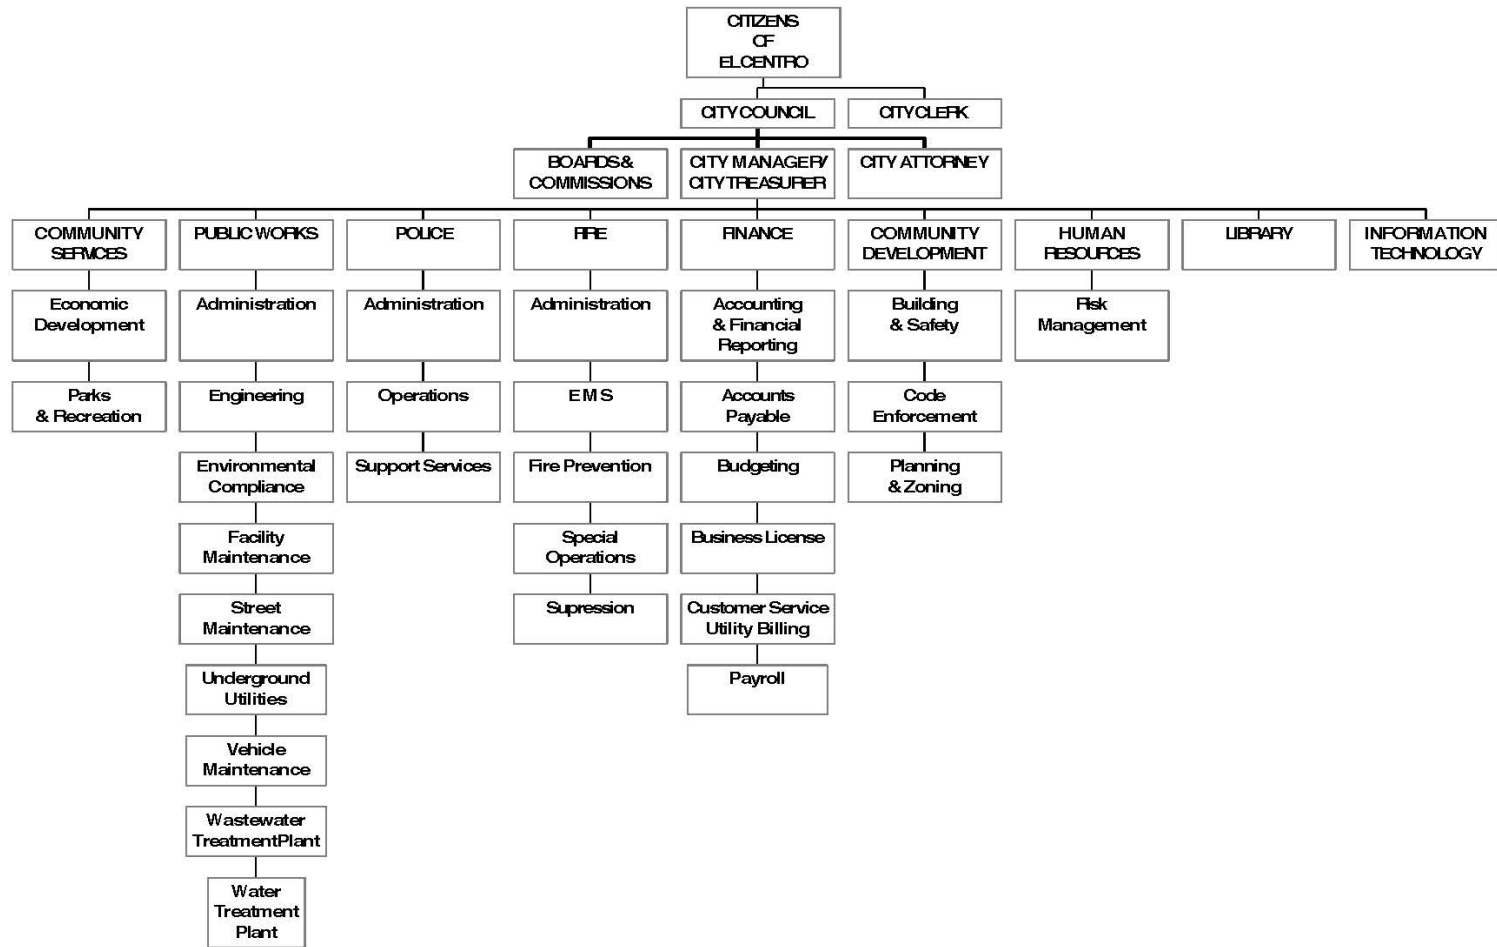 CITIZENS
OF
EL CENTRO
CITY COUNCIL
CITY CLERK
BOARDS &
COMMISSIONS
CITY MANAGER/
CITY TREASURER
CITY ATTORNEY
COMMUNITY
SERVICES
PUBLIC WORKS
POLICE
FIRE
FINANCE
COMMUNITY
DEVELOPMENT
HUMAN
RESOURCES
LIBRARY
INFORMATION
TECHNOLOGY
Economic
Development
Administration
Administration
Administration
Accounting
& Financial
Reporting
Building
& Safety
Risk
Management
Parks
& Recreation
Engineering
Operations
EMS
Accounts
Payable
Code
Enforcement
Environmental
Compliance
Support Services
Fire Prevention
Budgeting
Planning
& Zoning
Facility
Maintenance
Special
Operations
Business License
Street
Maintenance
Supression
Customer Service
Utility Billing
Underground
Utilities
Payroll
Vehicle
Maintenance
Wastewater
Treatment Plant
Water
Treatment
Plant